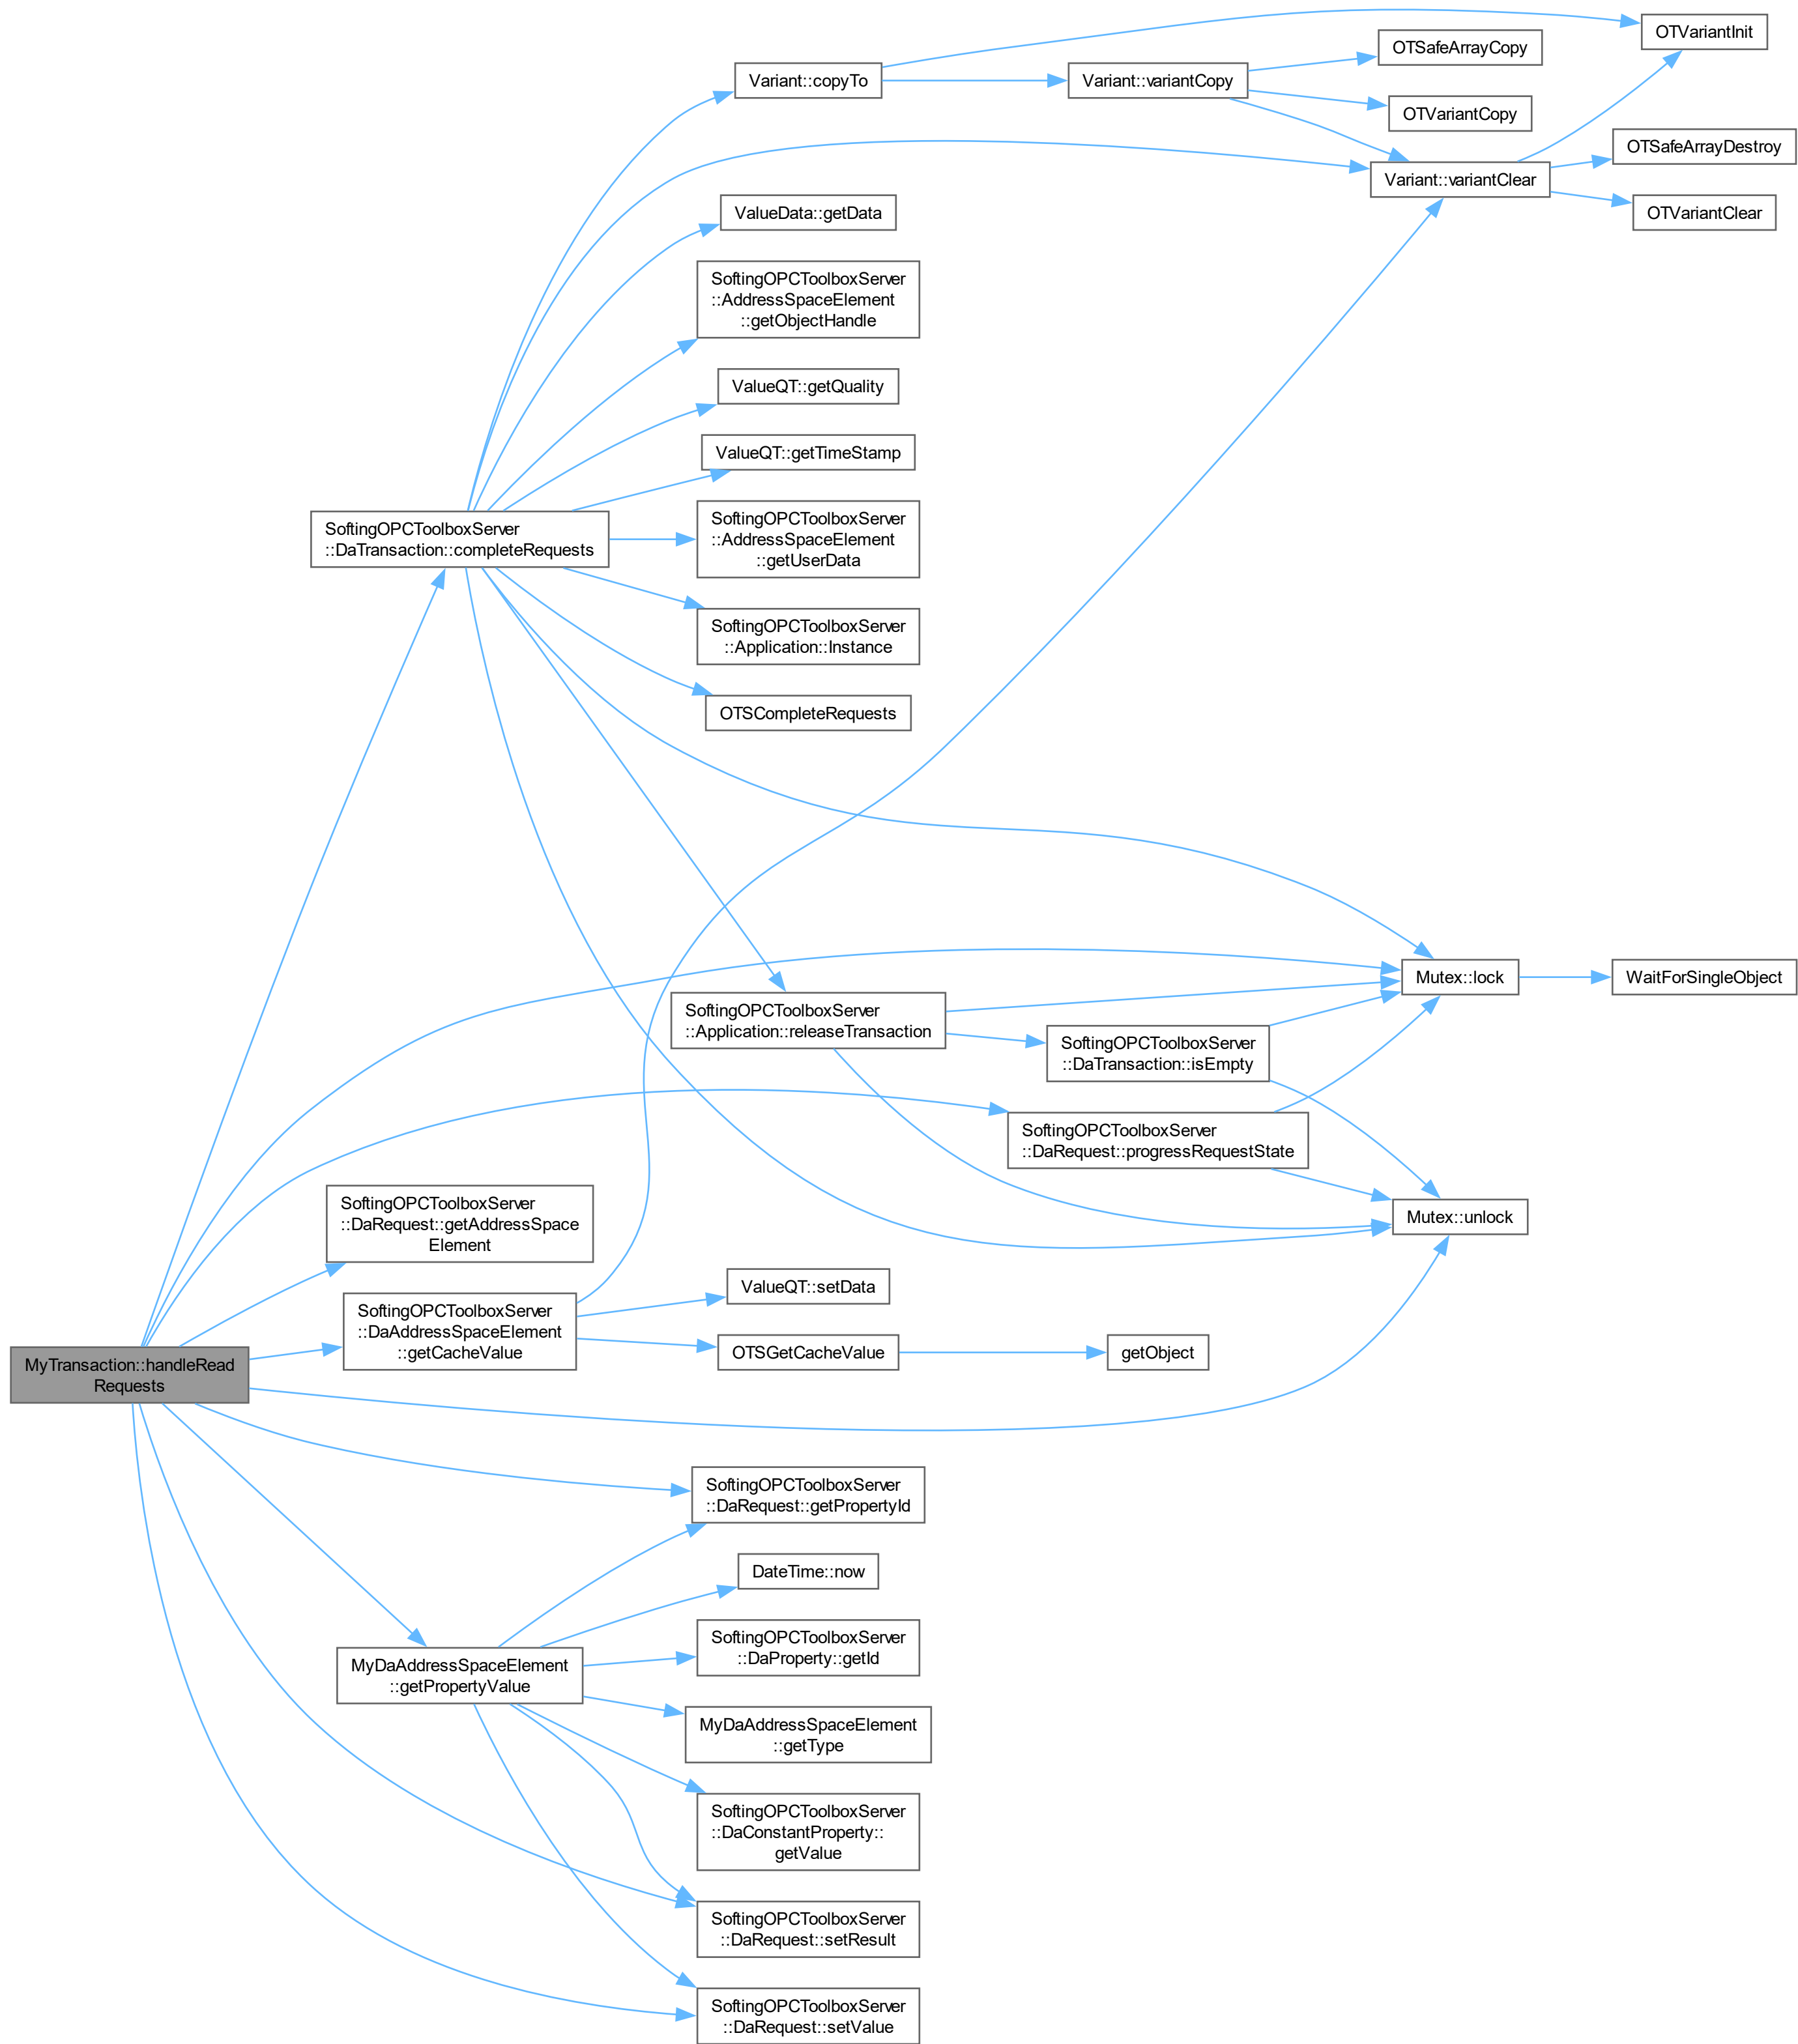 MyTransaction::handleRead
Requests
SoftingOPCToolboxServer
::DaTransaction::completeRequests
Variant::copyTo
OTVariantInit
Variant::variantCopy
OTSafeArrayCopy
OTVariantCopy
Variant::variantClear
OTSafeArrayDestroy
OTVariantClear
ValueData::getData
SoftingOPCToolboxServer
::AddressSpaceElement
::getObjectHandle
ValueQT::getQuality
ValueQT::getTimeStamp
SoftingOPCToolboxServer
::AddressSpaceElement
::getUserData
SoftingOPCToolboxServer
::Application::Instance
OTSCompleteRequests
Mutex::lock
WaitForSingleObject
SoftingOPCToolboxServer
::Application::releaseTransaction
SoftingOPCToolboxServer
::DaTransaction::isEmpty
SoftingOPCToolboxServer
::DaRequest::progressRequestState
Mutex::unlock
SoftingOPCToolboxServer
::DaRequest::getAddressSpace
Element
SoftingOPCToolboxServer
::DaAddressSpaceElement
::getCacheValue
ValueQT::setData
OTSGetCacheValue
getObject
SoftingOPCToolboxServer
::DaRequest::getPropertyId
DateTime::now
MyDaAddressSpaceElement
::getPropertyValue
SoftingOPCToolboxServer
::DaProperty::getId
MyDaAddressSpaceElement
::getType
SoftingOPCToolboxServer
::DaConstantProperty::
getValue
SoftingOPCToolboxServer
::DaRequest::setResult
SoftingOPCToolboxServer
::DaRequest::setValue